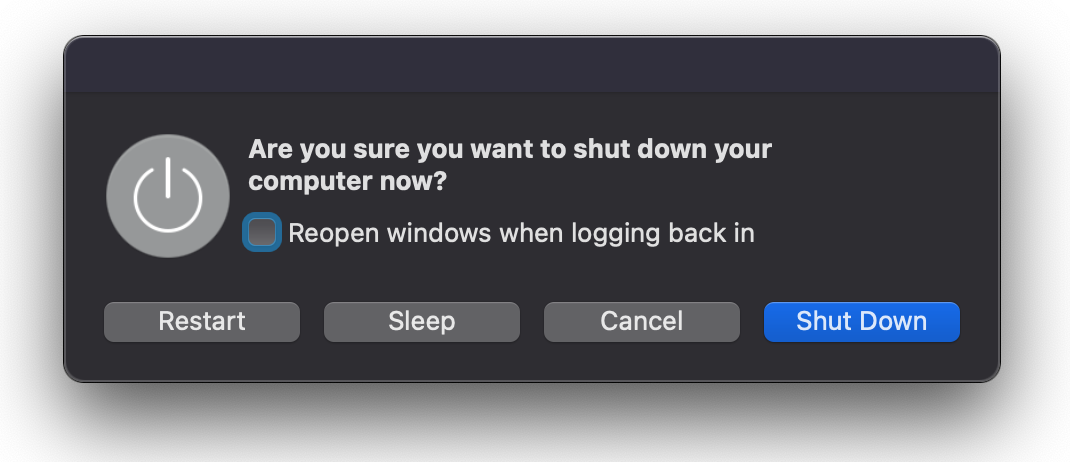 Are you sure you want to shut down your
computer now?
Reopen windows when logging back in
Restart
Sleep
Cancel
Shut Down